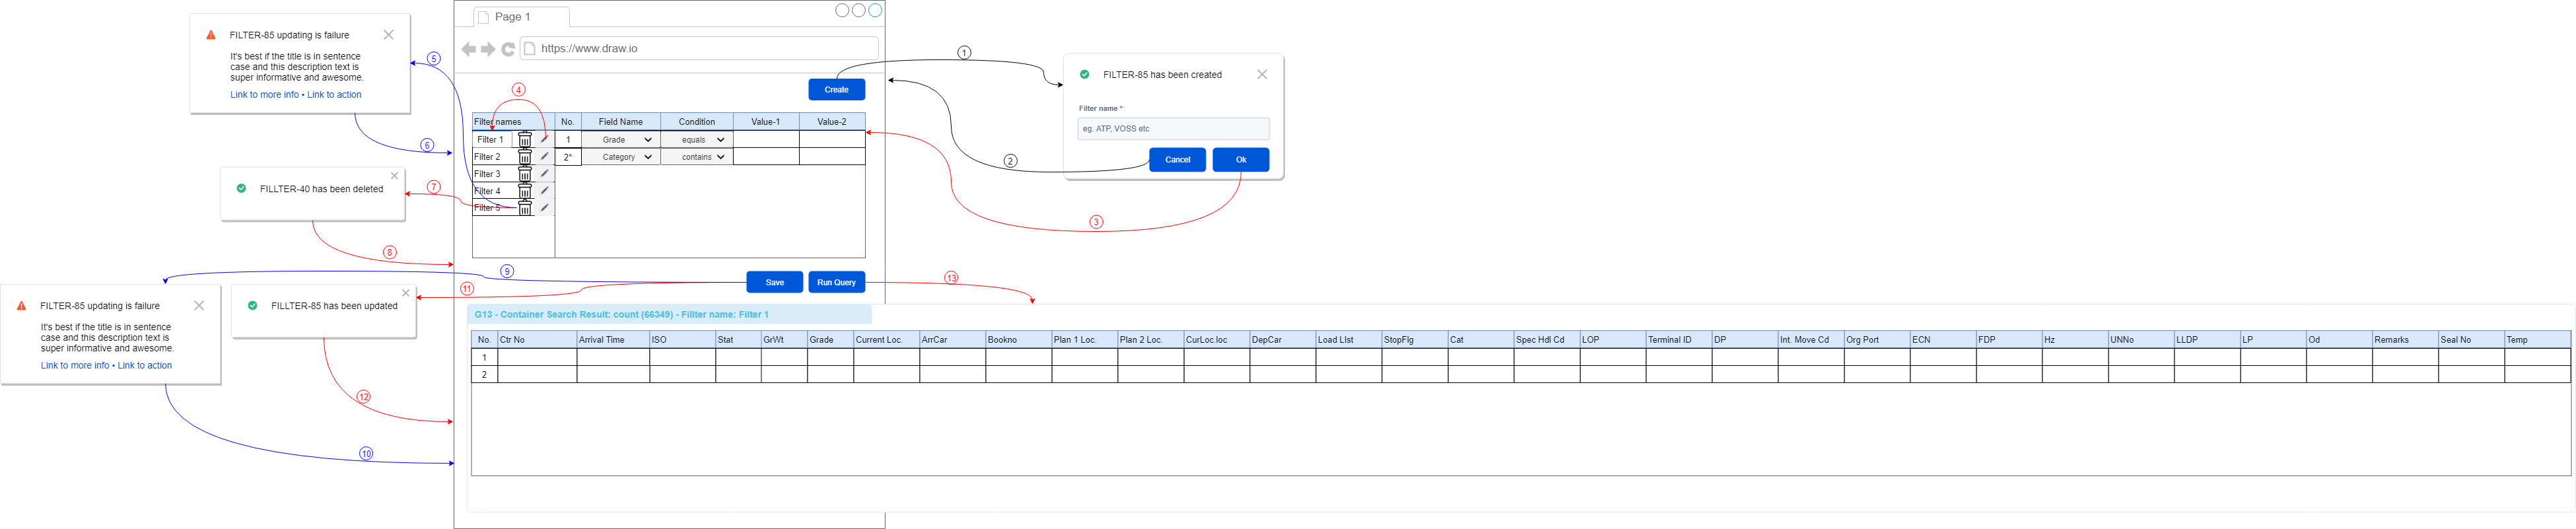 Page 1
https://www.draw.io
FILTER-85 updating is failure
It's best if the title is in sentence
case and this description text is
super informative and awesome.
Link to more info • Link to action
5
6
1
2
3
FILTER-85 has been created
Filter name *
eg. ATP, VOSS etc
Cancel
Ok
Create
4
Filter names
No.
Field Name
Condition
Value-1
Value-2
Filter 1
1
Grade
equals
Filter 2
2*
Category
contains
Filter 3
Filter 4
Filter 5
FILLTER-40 has been deleted
7
8
9
Save
Run Query
13
11
FILTER-85 updating is failure
It's best if the title is in sentence
case and this description text is
super informative and awesome.
Link to more info • Link to action
FILLTER-85 has been updated
12
10
G13 - Container Search Result: count (66349) - Fillter name: Filter 1
No.
Ctr No
Arrival Time
ISO
Stat
GrWt
Grade
Current Loc.
ArrCar
Bookno
Plan 1 Loc.
Plan 2 Loc.
CurLoc.loc
DepCar
Load LIst
StopFlg
Cat
Spec Hdl Cd
LOP
Terminal ID
DP
Int. Move Cd
Org Port
ECN
FDP
Hz
UNNo
LLDP
LP
Od
Remarks
Seal No
Temp
1
2